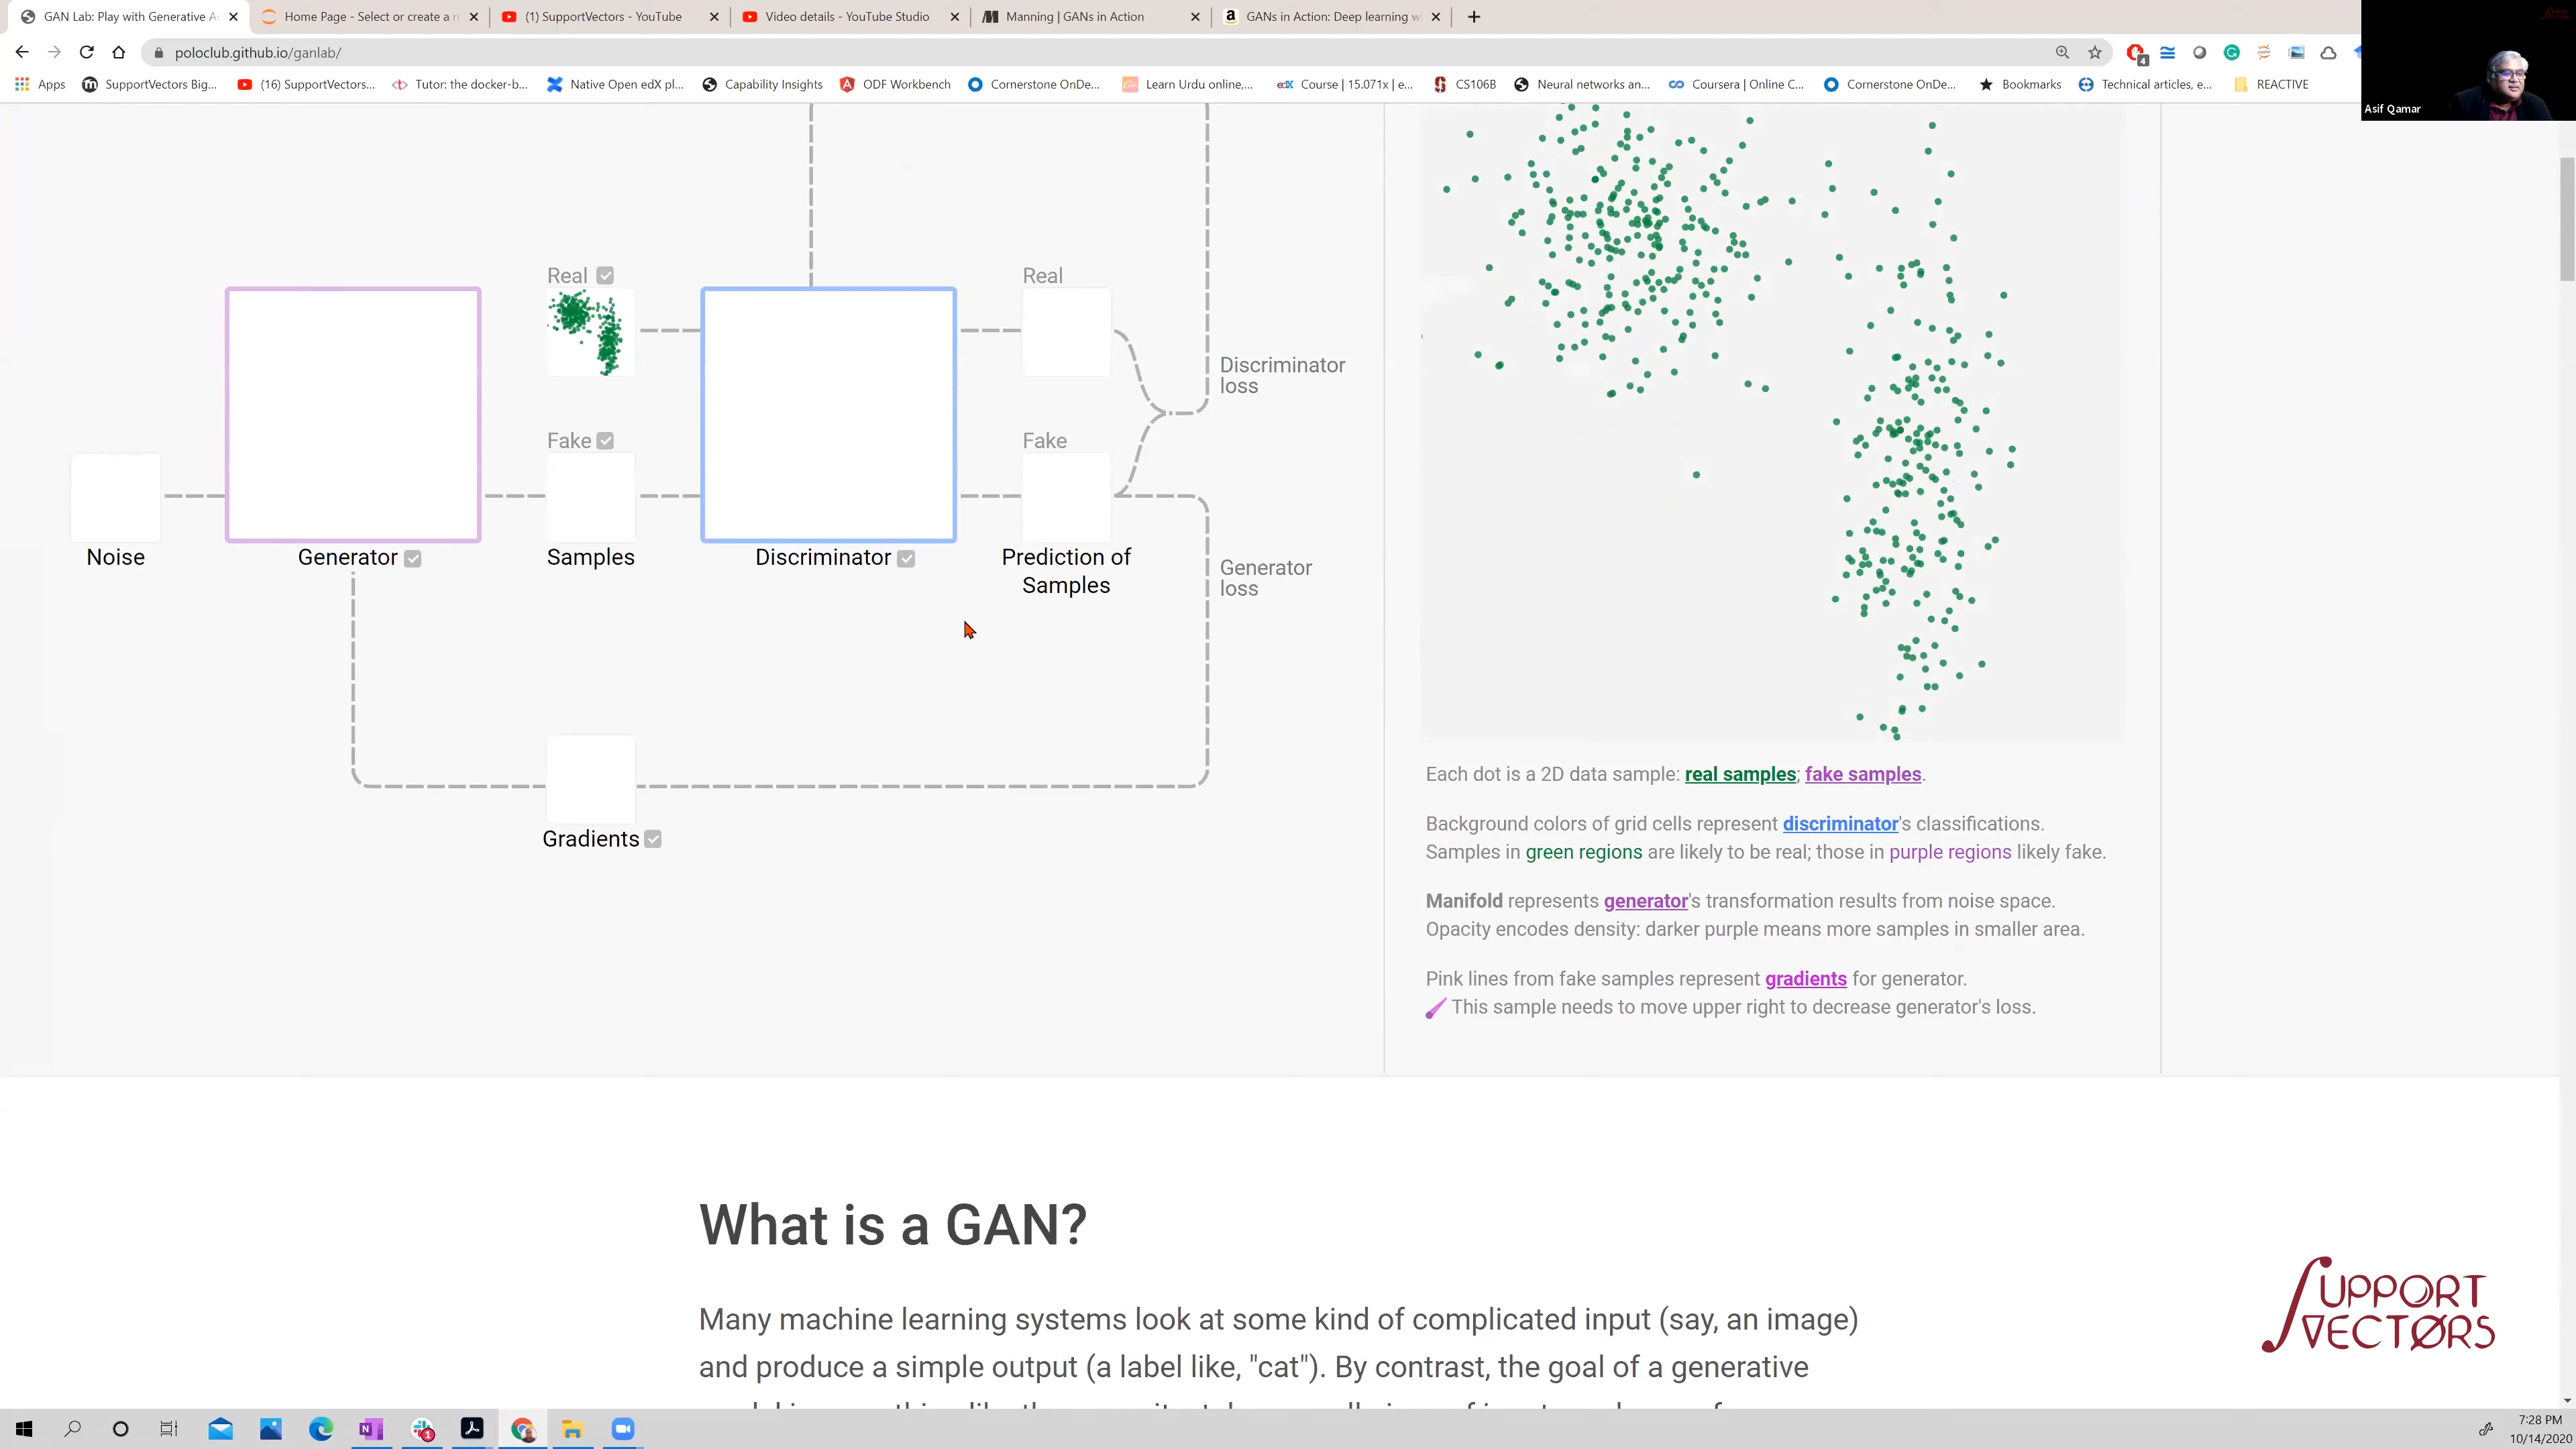 GAN Lab: Play with Generative A
Home Page - Select or create a n
(1) SupportVectors - YouTube
Video details - YouTube Studio
Manning | GANs in Action
GANs in Action: Deep learning w
poloclub.github.io/ganlab/
4
Apps
SupportVectors Big...
(16) SupportVectors...
Tutor: the docker-b...
Native Open edX pl...
Capability Insights
ODF Workbench
Cornerstone OnDe...
Learn Urdu online,...
Course | 15.071x | e...
CS106B
Neural networks an...
Coursera | Online C...
Cornerstone OnDe...
Bookmarks
Technical articles, e...
REACTIVE
Asif Qamar
Real
Real
Discriminator
loss
Fake
Fake
Noise
Generator
Samples
Discriminator
Prediction of
Samples
Generator
loss
Gradients
Each dot is a 2D data sample: real samples; fake samples.
Background colors of grid cells represent discriminator's classifications.
Samples in green regions are likely to be real; those in purple regions likely fake.
Manifold represents generator's transformation results from noise space.
Opacity encodes density: darker purple means more samples in smaller area.
Pink lines from fake samples represent gradients for generator.
This sample needs to move upper right to decrease generator's loss.
What is a GAN?
Many machine learning systems look at some kind of complicated input (say, an image)
and produce a simple output (a label like, "cat"). By contrast, the goal of a generative
SUPPORT
VECTORS
1
7:28 PM
10/14/2020